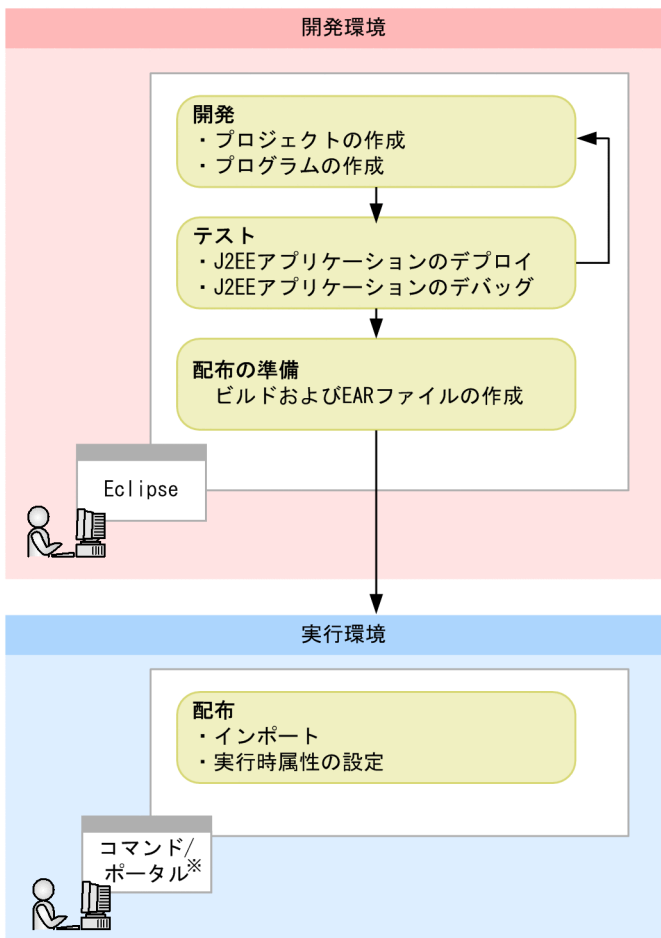 開発環境
開発
・プロジェクトの作成
・プログラムの作成
テスト
・J2EEアプリケーションのデプロイ
・J2EEアプリケーションのデバッグ
配布の準備
ビルドおよびEARファイルの作成
Eclipse
実行環境
配布
・インポート
・実行時属性の設定
コマンド/
ポータル※